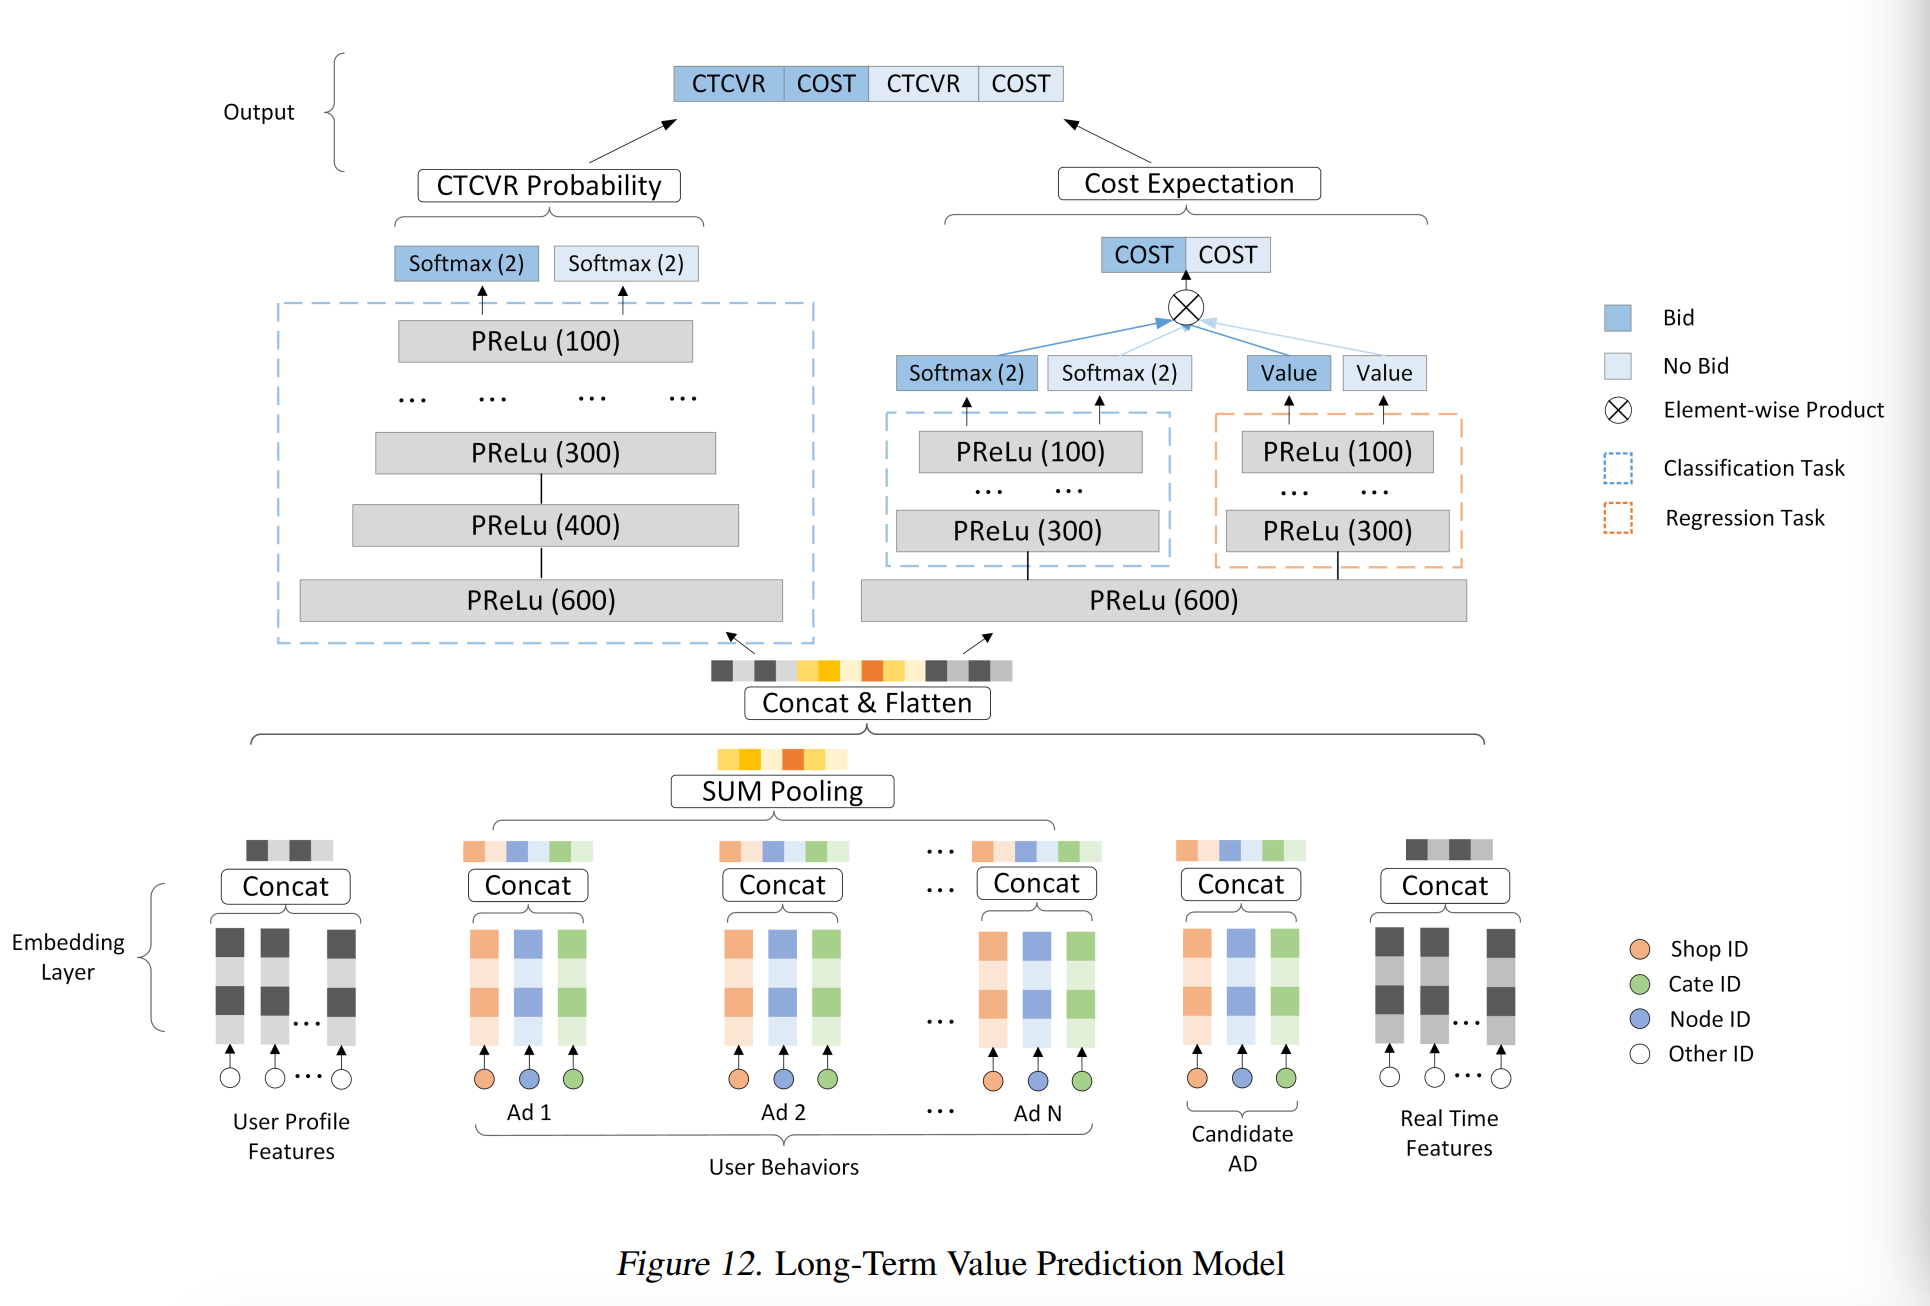 Output
CTCVR COST CTCVR COST
CTCVR Probability
Cost Expectation
Softmax (2) Softmax (2)
COST COST
PReLu (100)
... ... ... ...
PReLu (300)
PReLu (400)
PReLu (600)
Softmax (2) Softmax (2) Value Value
PReLu (100) PReLu (100)
... ... ... ...
PReLu (300) PReLu (300)
PReLu (600)
Bid
No Bid
Element-wise Product
Classification Task
Regression Task
Concat & Flatten
SUM Pooling
...
Concat Concat Concat ... Concat Concat Concat
Embedding
Layer
... ... ...
... ...
User Profile
Features
Ad 1 Ad 2 ... Ad N
User Behaviors
Candidate
AD
Real Time
Features
Shop ID
Cate ID
Node ID
Other ID
Figure 12. Long-Term Value Prediction Model